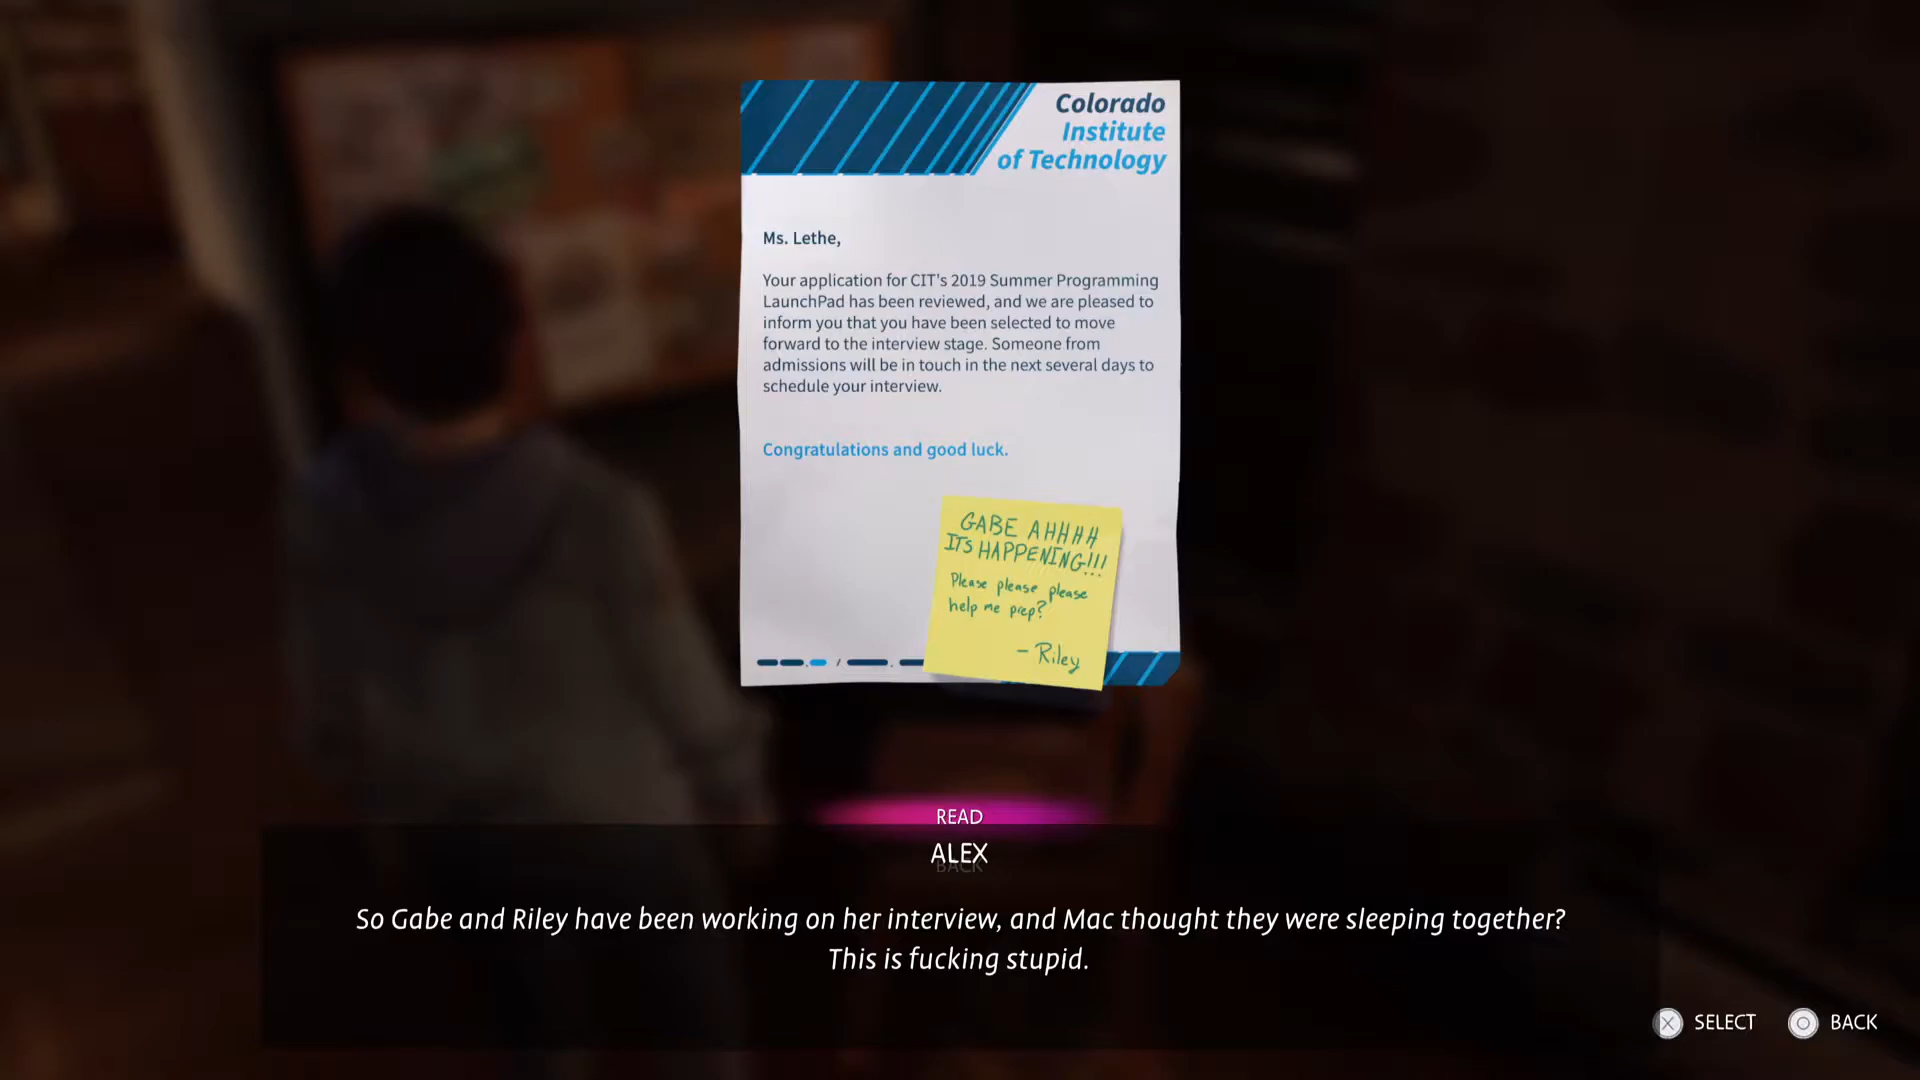 Colorado
Institute
of Technology
Ms. Lethe,
Your application for CIT's 2019 Summer Programming
LaunchPad has been reviewed, and we are pleased to
inform you that you have been selected to move
forward to the interview stage. Someone from
admissions will be in touch in the next several days to
schedule your interview.
Congratulations and good luck.
GABE AHHHH
ITS HAPPENING!!!
Please please please
help me prep?
- Riley
READ
ALEX
BACK
So Gabe and Riley have been working on her interview, and Mac thought they were sleeping together?
This is fucking stupid.
SELECT
BACK